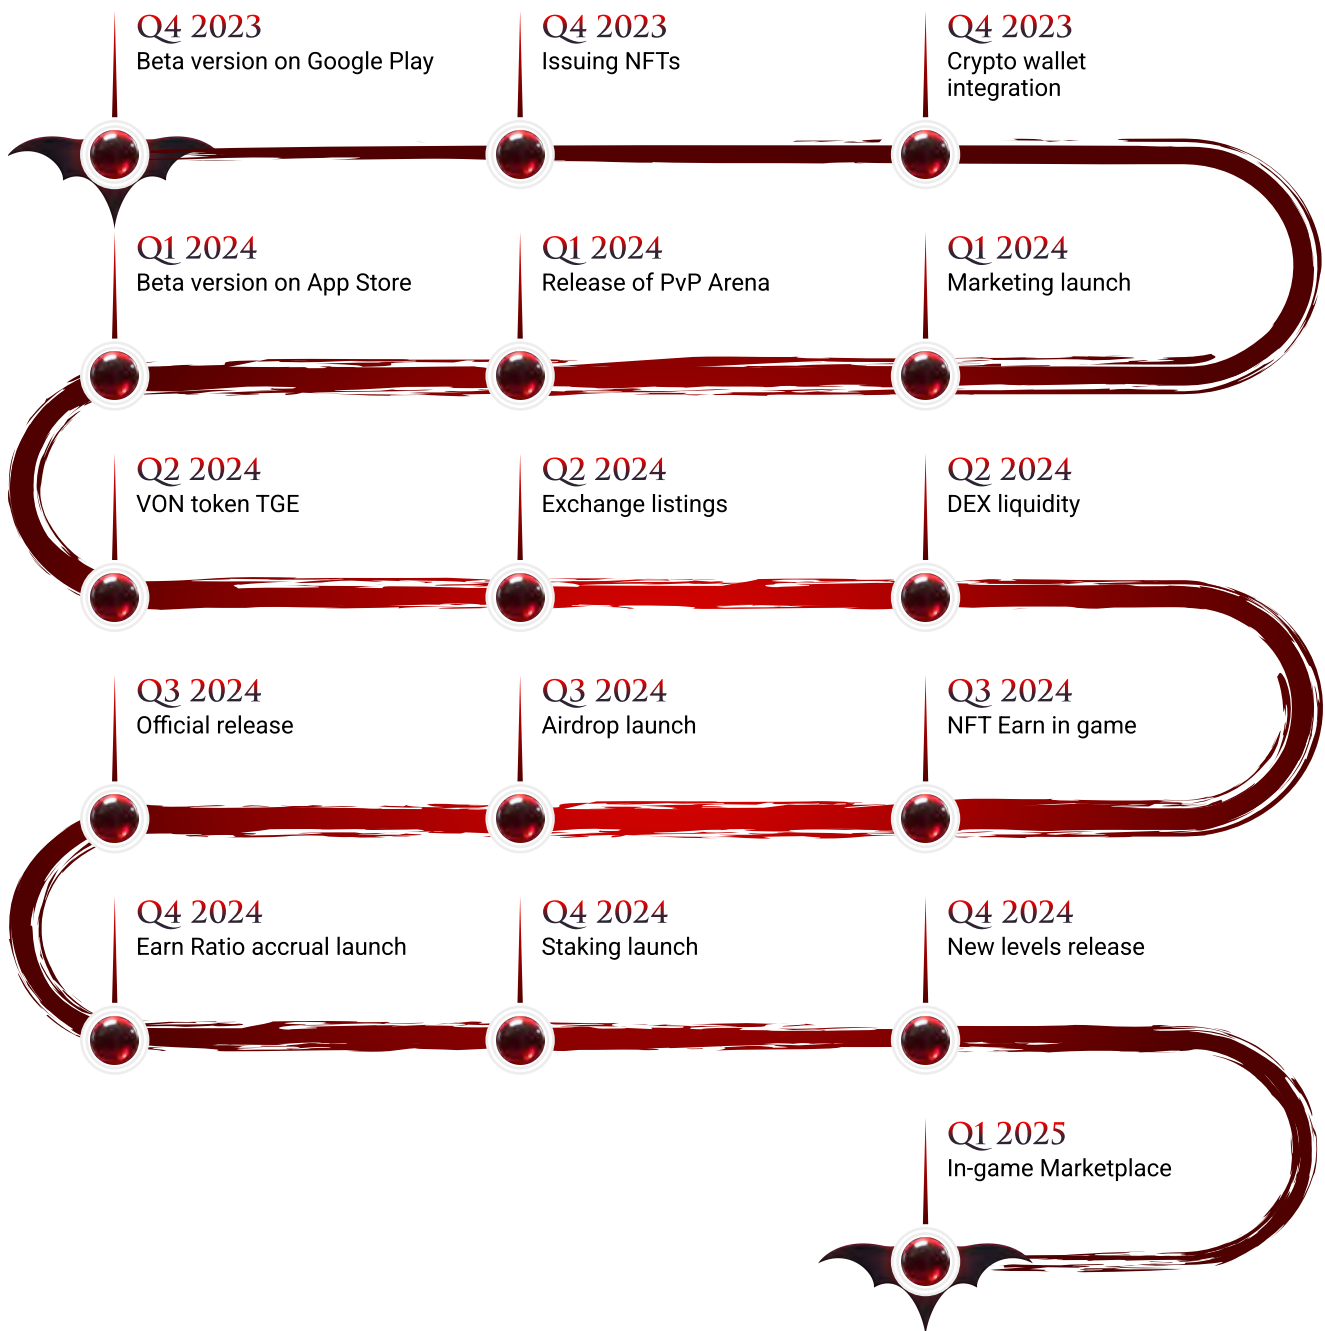 Q4 2023
Beta version on Google Play
Q4 2023
Issuing NFTs
Q4 2023
Crypto wallet
integration
Q1 2024
Beta version on App Store
Q1 2024
Release of PvP Arena
Q1 2024
Marketing launch
Q2 2024
VON token TGE
Q2 2024
Exchange listings
Q2 2024
DEX liquidity
Q3 2024
Official release
Q3 2024
Airdrop launch
Q3 2024
NFT Earn in game
Q4 2024
Earn Ratio accrual launch
Q4 2024
Staking launch
Q4 2024
New levels release
Q1 2025
In-game Marketplace